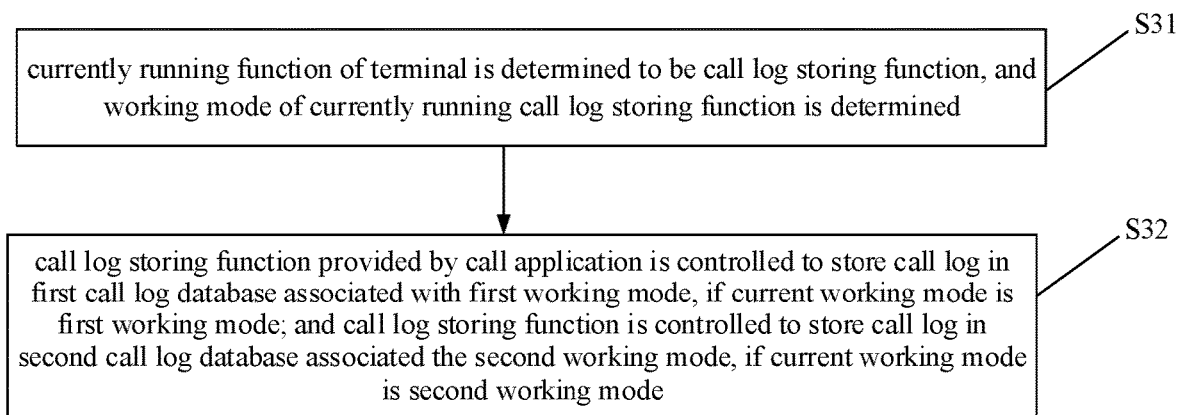 S31
currently running function of terminal is determined to be call log storing function, and
working mode of currently running call log storing function is determined
S32
call log storing function provided by call application is controlled to store call log in
first call log database associated with first working mode, if current working mode is
first working mode; and call log storing function is controlled to store call log in
second call log database associated the second working mode, if current working mode
is second working mode